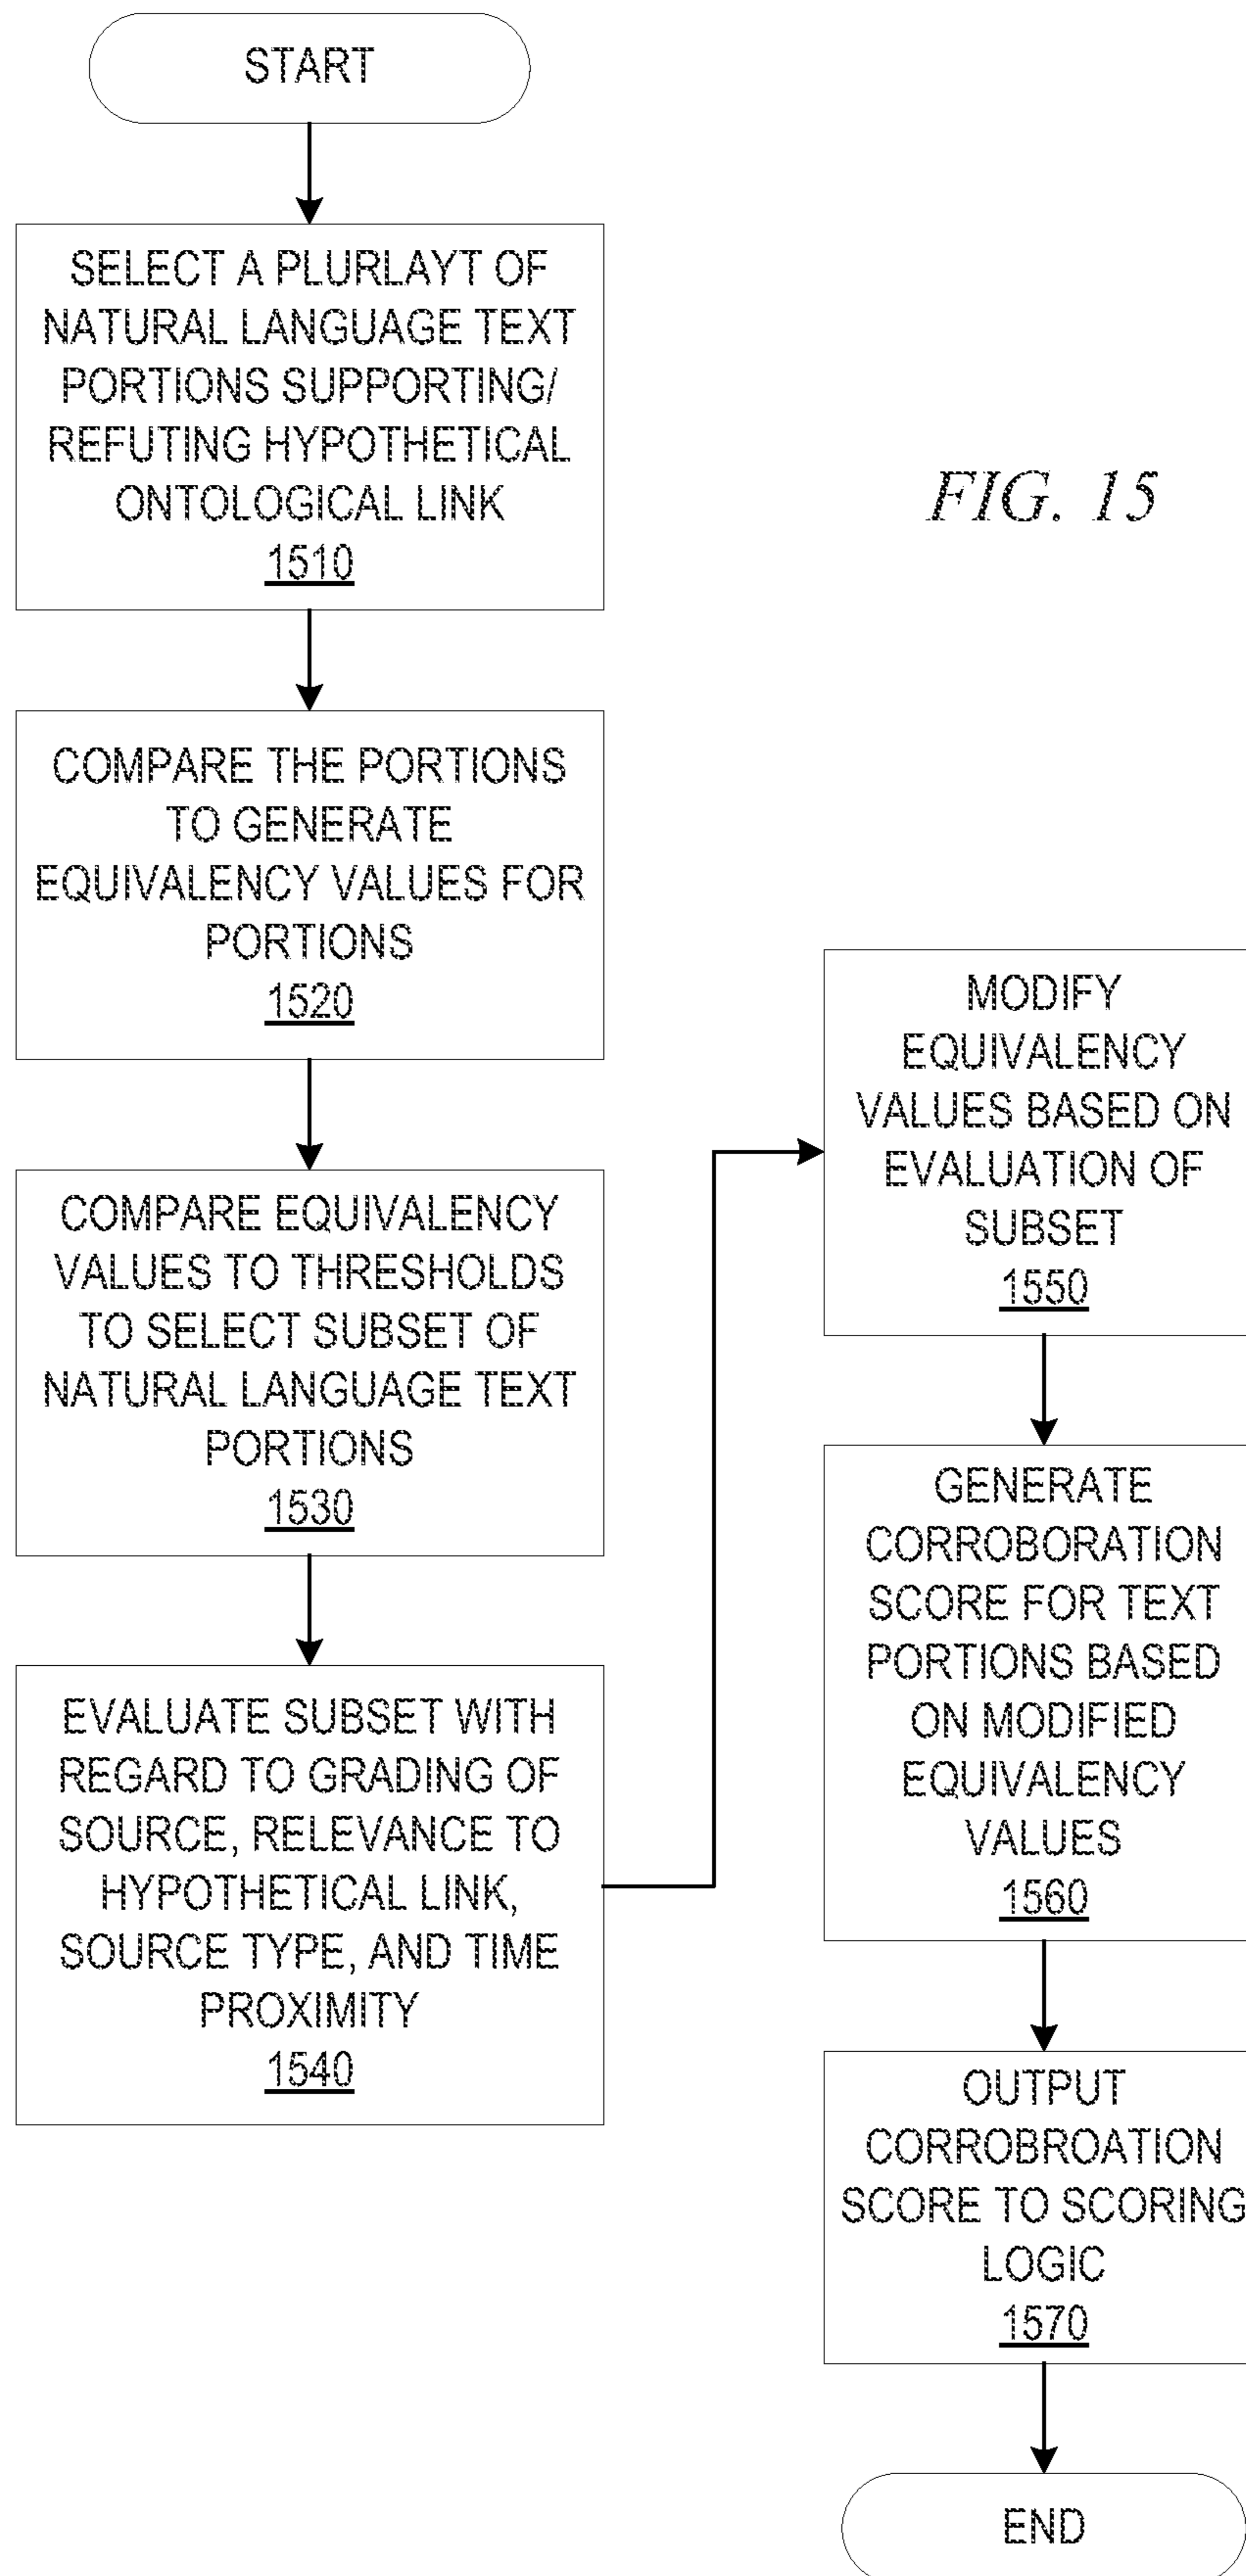 START
SELECT A PLURLAYT OF
NATURAL LANGUAGE TEXT
PORTIONS SUPPORTING/
REFUTING HYPOTHETICAL
ONTOLOGICAL LINK
1510
COMPARE THE PORTIONS
TO GENERATE
EQUIVALENCY VALUES FOR
PORTIONS
1520
COMPARE EQUIVALENCY
VALUES TO THRESHOLDS
TO SELECT SUBSET OF
NATURAL LANGUAGE TEXT
PORTIONS
1530
EVALUATE SUBSET WITH
REGARD TO GRADING OF
SOURCE, RELEVANCE TO
HYPOTHETICAL LINK,
SOURCE TYPE, AND TIME
PROXIMITY
1540
FIG. 15
MODIFY
EQUIVALENCY
VALUES BASED ON
EVALUATION OF
SUBSET
1550
GENERATE
CORROBORATION
SCORE FOR TEXT
PORTIONS BASED
ON MODIFIED
EQUIVALENCY
VALUES
1560
OUTPUT
CORROBROATION
SCORE TO SCORING
LOGIC
1570
END